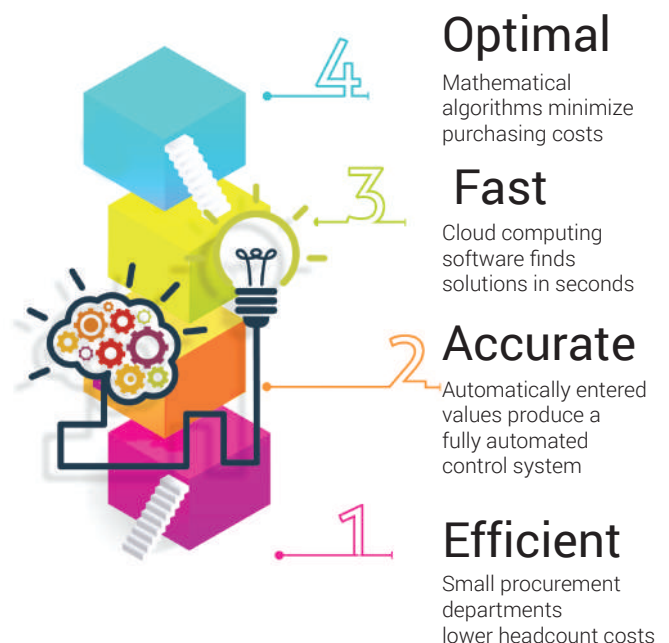 4
Optimal
Mathematical
algorithms minimize
purchasing costs
3
Fast
Cloud computing
software finds
solutions in seconds
2
Accurate
Automatically entered
values produce a
fully automated
control system
1
Efficient
Small procurement
departments
lower headcount costs